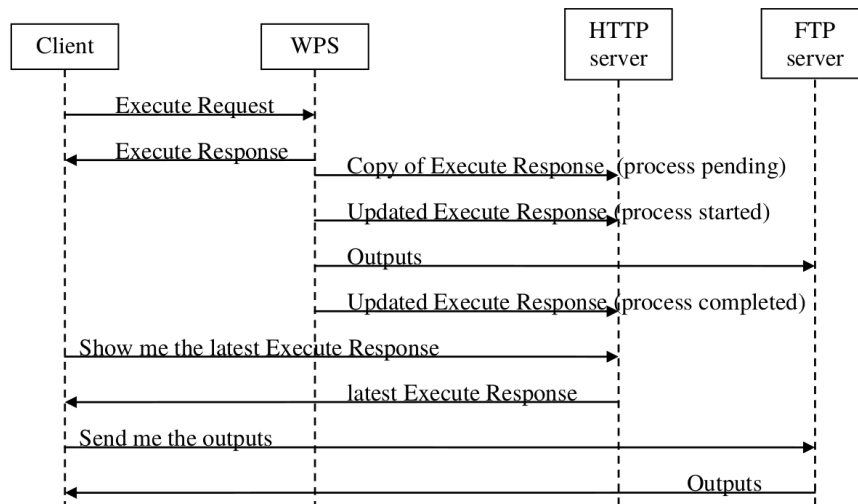 Client
WPS
HTTP
server
FTP
server
Execute Request
Execute Response
Copy of Execute Response (process pending)
Updated Execute Response (process started)
Outputs
Updated Execute Response (process completed)
Show me the latest Execute Response
latest Execute Response
Send me the outputs
Outputs